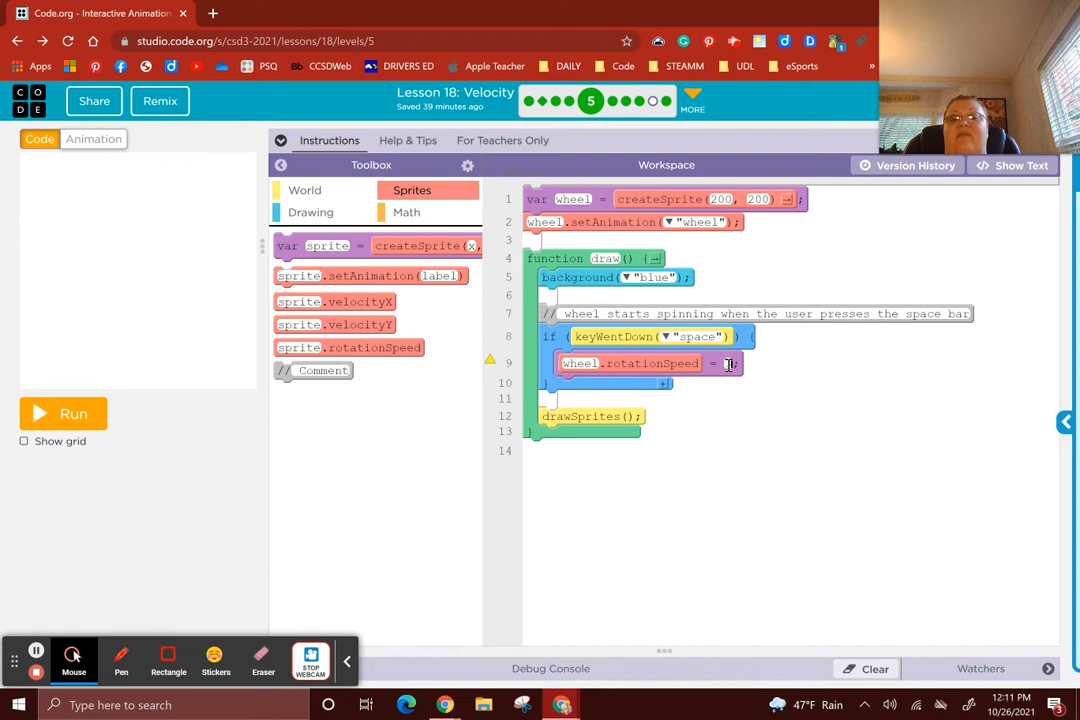 Code.org - Interactive Animation
studio.code.org/s/csd3-2021/lessons/18/levels/5
Apps
PSQ
Bb CCSDWeb
DRIVERS ED
Apple Teacher
DAILY
Code
STEAMM
UDL
eSports
»
CO
DE
Share
Remix
Lesson 18: Velocity
Saved 39 minutes ago
5
MORE
Code
Animation
Instructions
Help & Tips
For Teachers Only
Toolbox
Workspace
Version History
</> Show Text
World
Sprites
Drawing
Math
var sprite = createSprite(x,
sprite.setAnimation(label)
sprite.velocityX
sprite.velocityY
sprite.rotationSpeed
// Comment
1 var wheel = createSprite(200, 200);
2 wheel.setAnimation("wheel");
3
4 function draw() {
5 background("blue");
6
7 // wheel starts spinning when the user presses the space bar
8 if (keyWentDown("space")) {
9 wheel.rotationSpeed = ;
10 }
11
12 drawSprites();
13 }
14
Run
Show grid
Mouse
Pen
Rectangle
Stickers
Eraser
STOP
WEBCAM
Debug Console
Clear
Watchers
Type here to search
47°F Rain
12:11 PM
10/26/2021
3